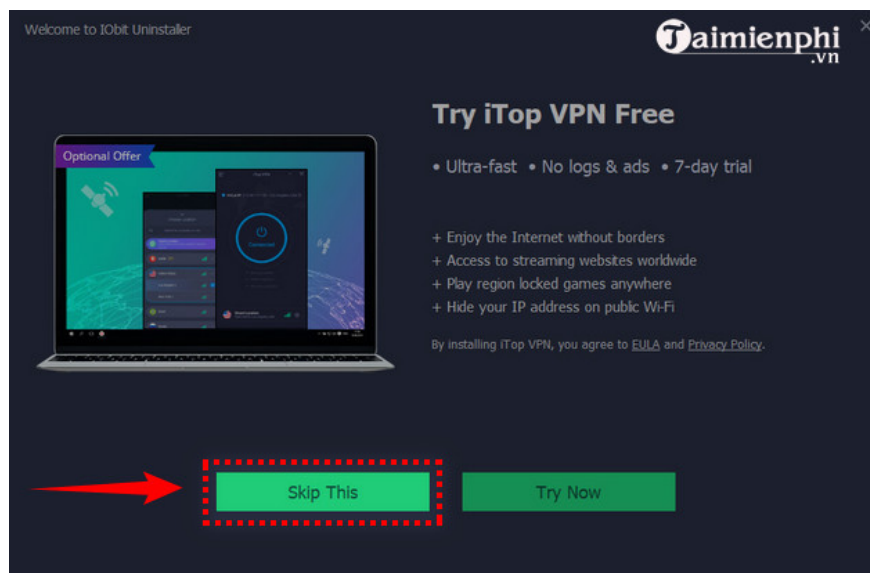 Welcome to IObit Uninstaller
Taimienphi
.vn
Try iTop VPN Free
Optional Offer
• Ultra-fast • No logs & ads • 7-day trial
Connected
+ Enjoy the Internet without borders
+ Access to streaming websites worldwide
+ Play region locked games anywhere
+ Hide your IP address on public Wi-Fi
By installing iTop VPN, you agree to EULA and Privacy Policy.
Skip This
Try Now